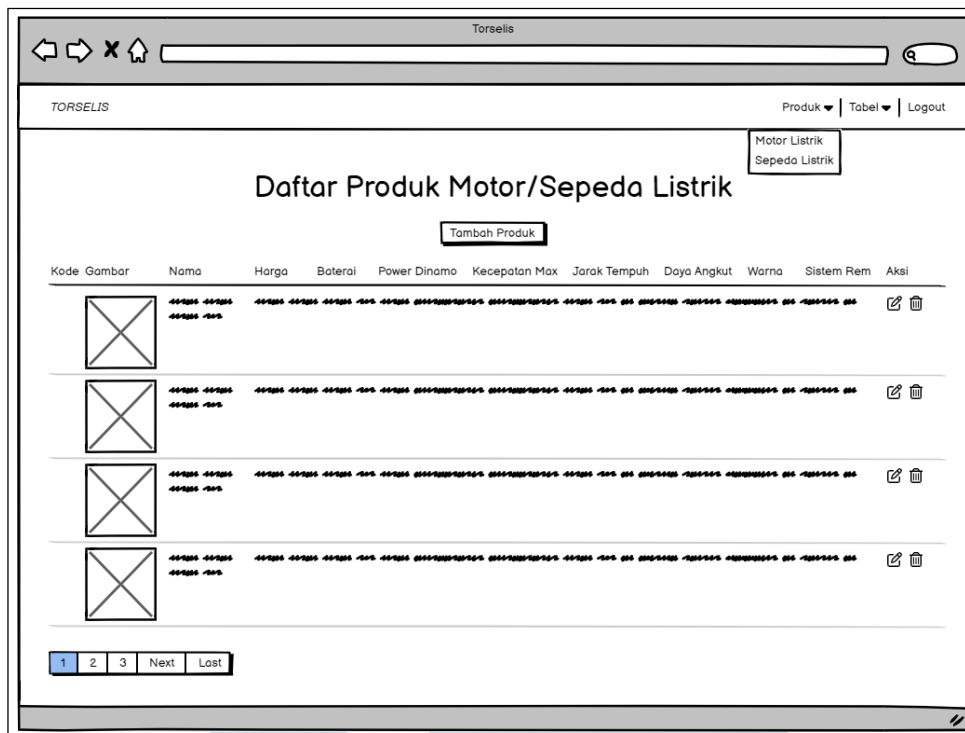 Torselis
TORSELIS
Produk Tabel Logout
Motor Listrik
Sepeda Listrik
Daftar Produk Motor/Sepeda Listrik
Tambah Produk
Kode Gambar Nama Harga Baterai Power Dinamo Kecepatan Max Jarak Tempuh Daya Angkut Warna Sistem Rem Aksi
1 2 3 Next Last